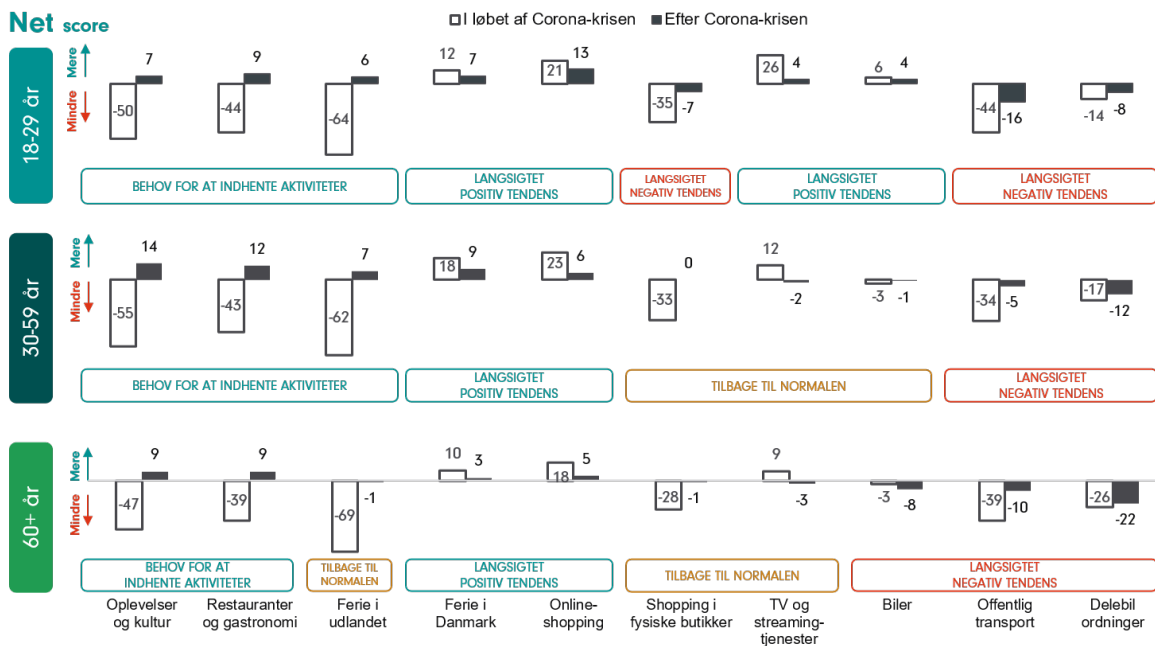 Net score
I løbet af Corona-krisen Efter Corona-krisen
18-29 år
Mere
Mindre
7 9 6 12 7 13 4 6 4
-50 -44 -64 21 -35 -7 26 -44 -16 -14 -8
BEHOV FOR AT INDHENTE AKTIVITETER
LANGSIGTET
POSITIV TENDENS
LANGSIGTET
NEGATIV TENDENS
LANGSIGTET
POSITIV TENDENS
LANGSIGTET
NEGATIV TENDENS
30-59 år
Mere
Mindre
14 12 7 18 9 23 6 0 12
-55 -43 -62 -33 -2 -3 -1 -34 -5 -17 -12
BEHOV FOR AT INDHENTE AKTIVITETER
LANGSIGTET
POSITIV TENDENS
TILBAGE TIL NORMALEN
LANGSIGTET
NEGATIV TENDENS
60+ år
Mere
Mindre
9 9 10 3 18 5 9
-47 -39 -69 -1 -28 -1 -3 -3 -8 -39 -10 -26 -22
BEHOV FOR AT
INDHENTE AKTIVITETER
TILBAGE TIL
NORMALEN
LANGSIGTET
POSITIV TENDENS
TILBAGE TIL NORMALEN
LANGSIGTET
NEGATIV TENDENS
Oplevelser
og kultur
Restauranter
og gastronomi
Ferie i
udlandet
Ferie i
Danmark
Online-
shopping
Shopping i
fysiske butikker
TV og
streaming-
tjenester
Biler
Offentlig
transport
Delebil
ordninger